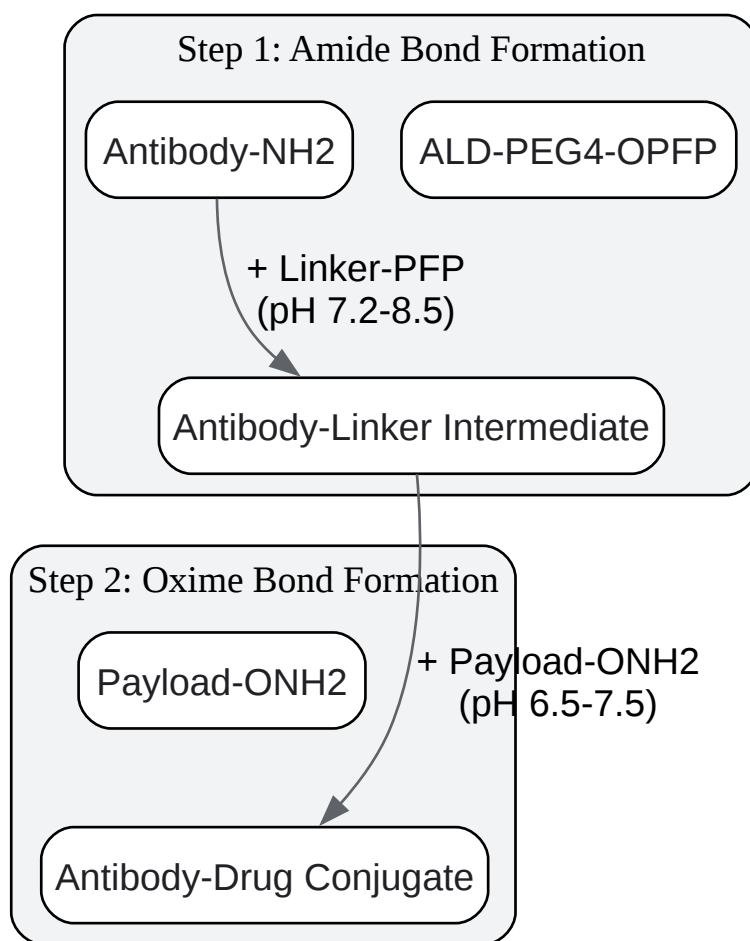 Step 1: Amide Bond Formation
Antibody-NH2
ALD-PEG4-OPFP
+ Linker-PFP
(pH 7.2-8.5)
Antibody-Linker Intermediate
Step 2: Oxime Bond Formation
Payload-ONH2
+ Payload-ONH2
(pH 6.5-7.5)
Antibody-Drug Conjugate